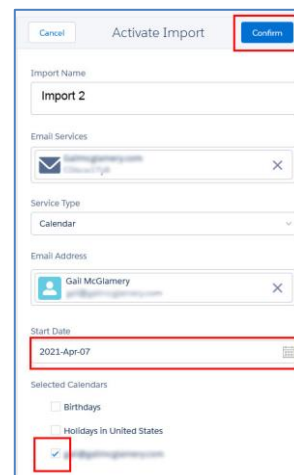 Cancel Activate Import Confirm
Import Name
Import 2
Email Services
Service Type
Calendar
Email Address
Gail McGlamery
Start Date
2021-Apr-07
Selected Calendars
Birthdays
Holidays in United States